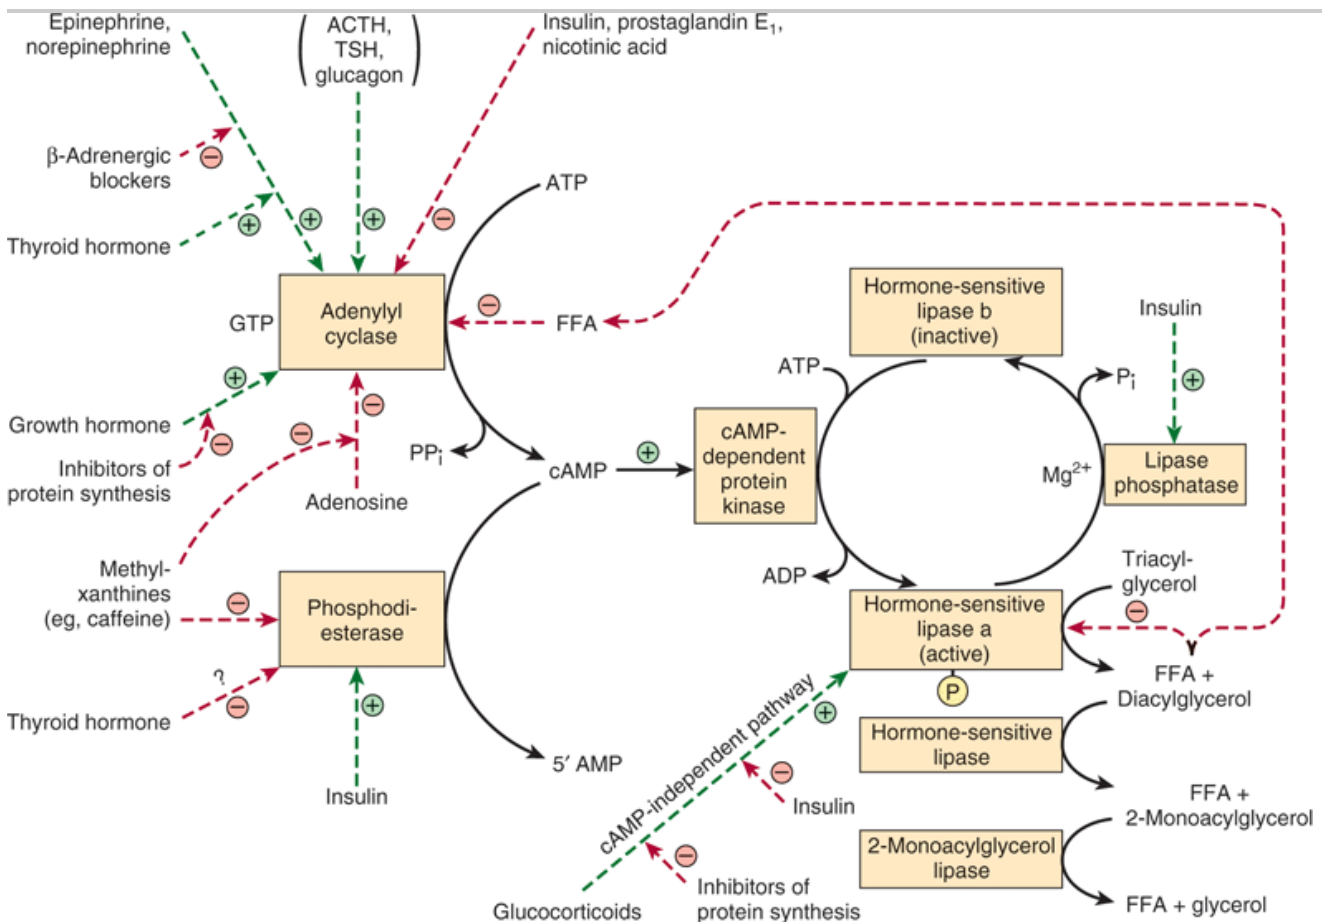 Epinephrine,
norepinephrine
ACTH,
TSH,
glucagon
Insulin, prostaglandin E₁,
nicotinic acid
β-Adrenergic
blockers
−
Thyroid hormone
+
+
+
−
ATP
GTP
Adenylyl
cyclase
−
FFA
Hormone-sensitive
lipase b
(inactive)
Insulin
+
ATP
Pᵢ
Growth hormone
+
−
Inhibitors of
protein synthesis
−
−
Adenosine
PPᵢ
cAMP
+
cAMP-
dependent
protein
kinase
Mg²⁺
Lipase
phosphatase
ADP
Triacyl-
glycerol
Methyl-
xanthines
(eg, caffeine)
−
Phosphodi-
esterase
Hormone-sensitive
lipase a
(active)
−
P
FFA +
Diacylglycerol
Thyroid hormone
?
−
+
Insulin
5′ AMP
cAMP-independent pathway
+
−
Insulin
−
Inhibitors of
protein synthesis
Glucocorticoids
Hormone-sensitive
lipase
FFA +
2-Monoacylglycerol
2-Monoacylglycerol
lipase
FFA + glycerol